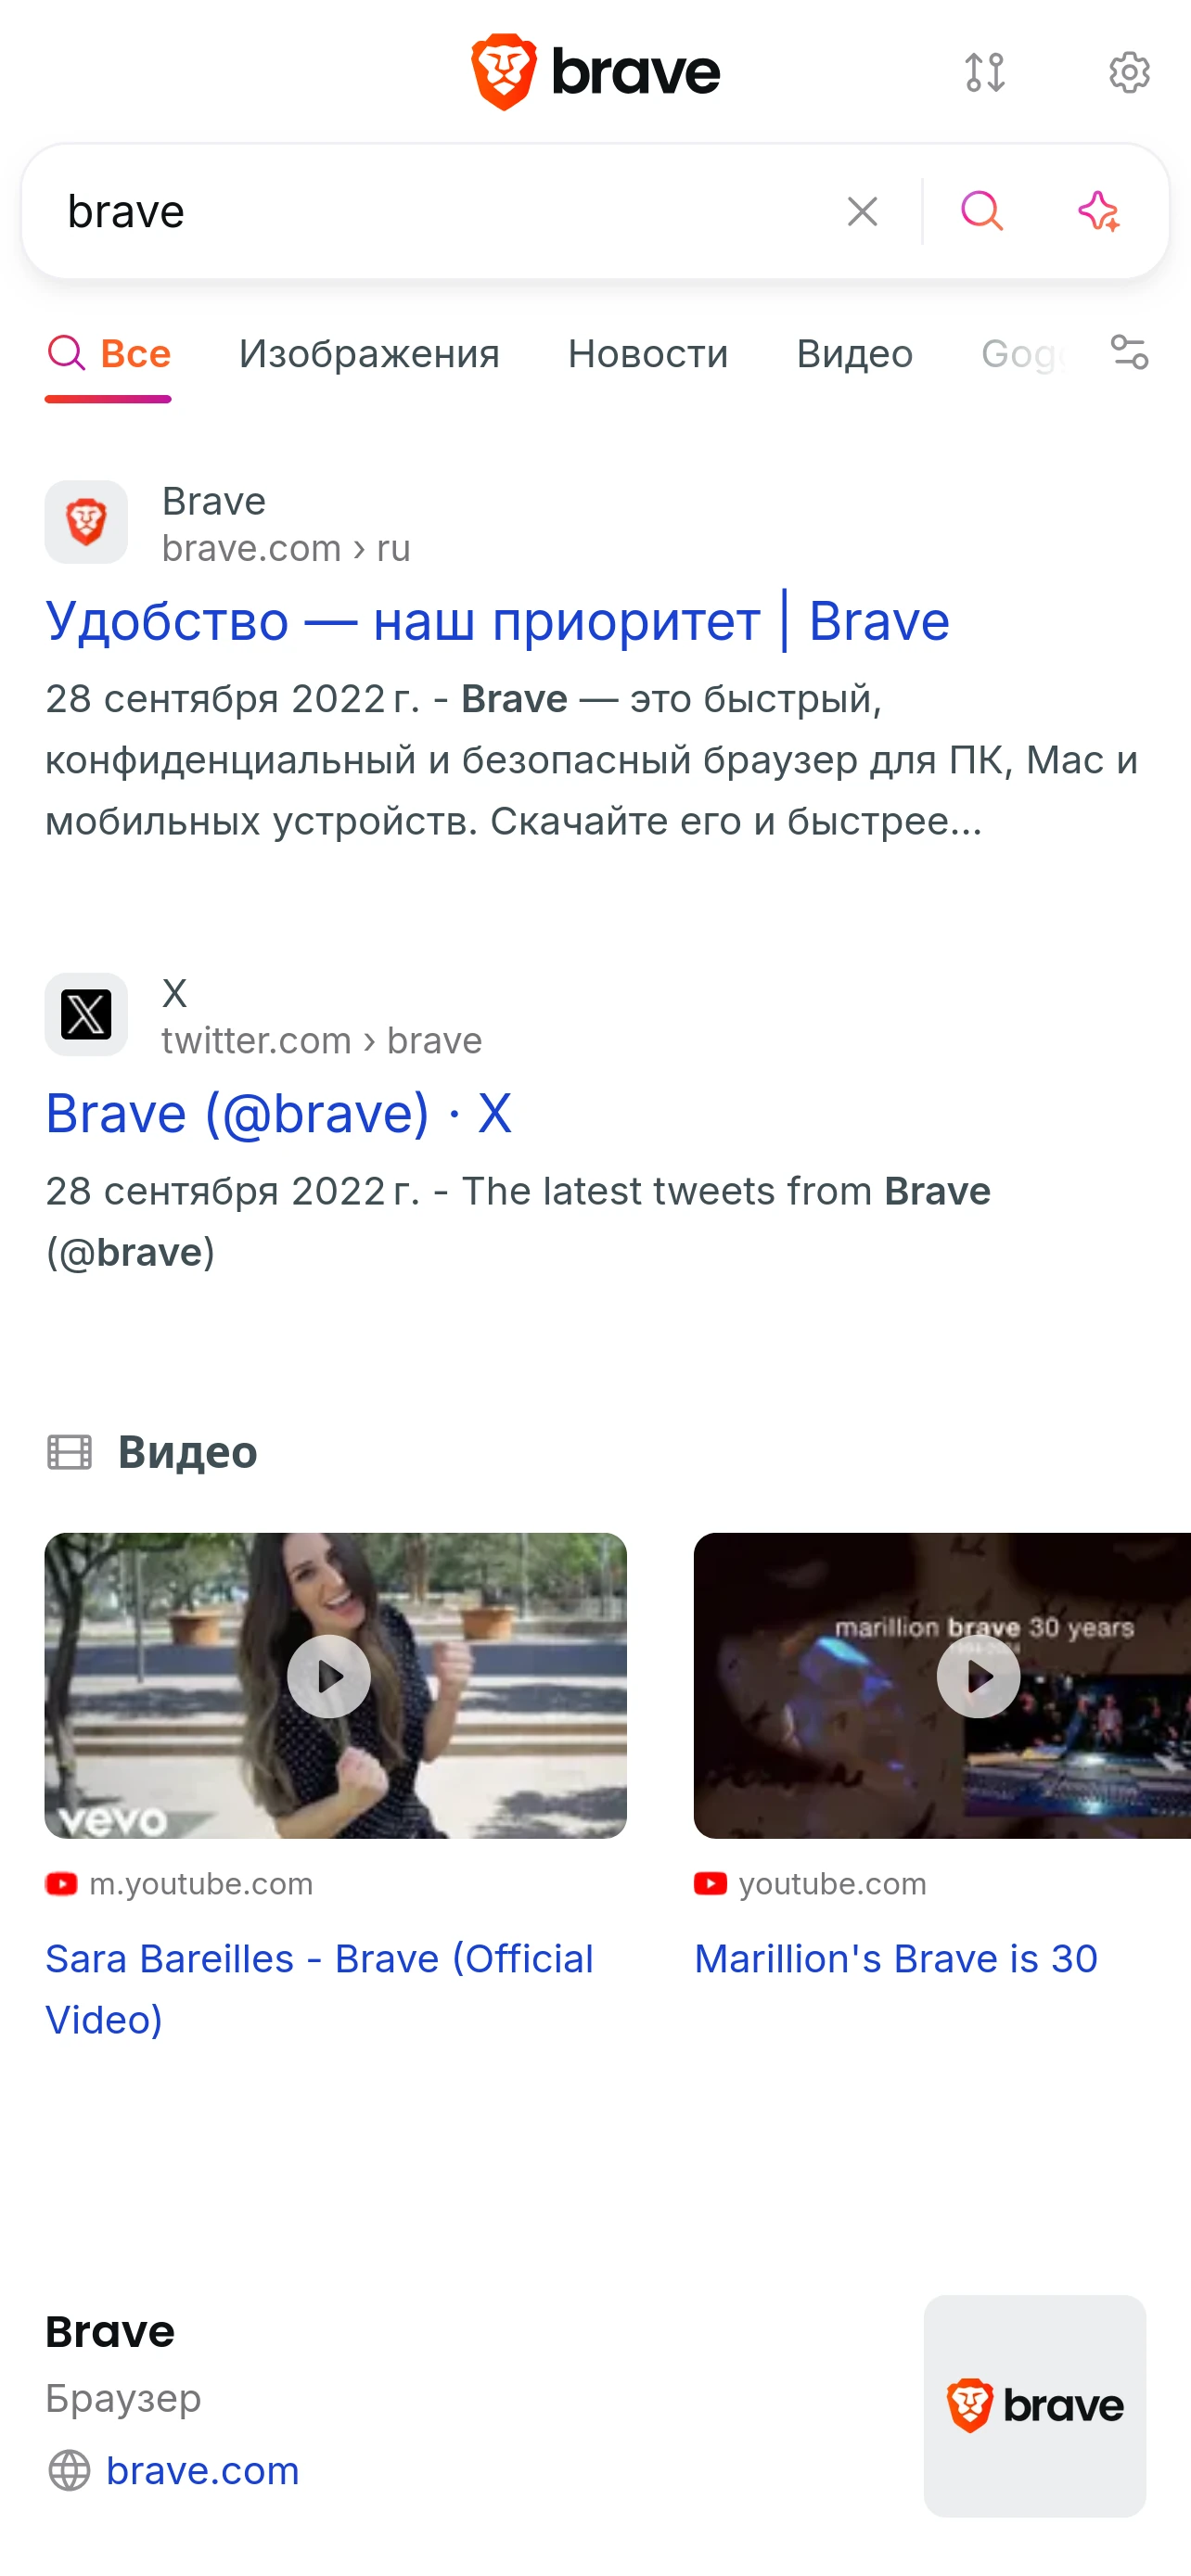 brave
brave
Все Изображения Новости Видео
Brave
brave.com › ru
Удобство — наш приоритет | Brave
28 сентября 2022 г. - Brave — это быстрый,
конфиденциальный и безопасный браузер для ПК, Mac и
мобильных устройств. Скачайте его и быстрее...
X
twitter.com › brave
Brave (@brave) · X
28 сентября 2022 г. - The latest tweets from Brave
(@brave)
Видео
vevo
marillion brave 30 years
m.youtube.com
youtube.com
Sara Bareilles - Brave (Official
Video)
Marillion's Brave is 30
Brave
Браузер
brave.com
brave